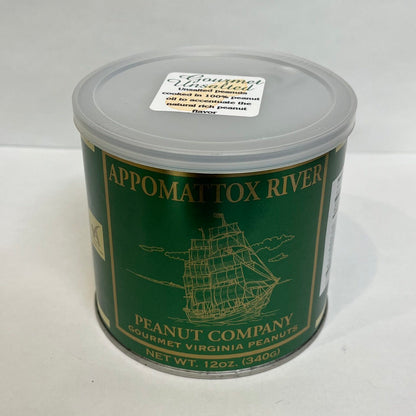 Gourmet
Unsalted
Unsalted peanuts
cooked in 100% peanut
oil to accentuate the
natural rich peanut
flavor
APPOMATTOX RIVER
PEANUT COMPANY
GOURMET VIRGINIA PEANUTS
NET WT. 12oz. (340G)